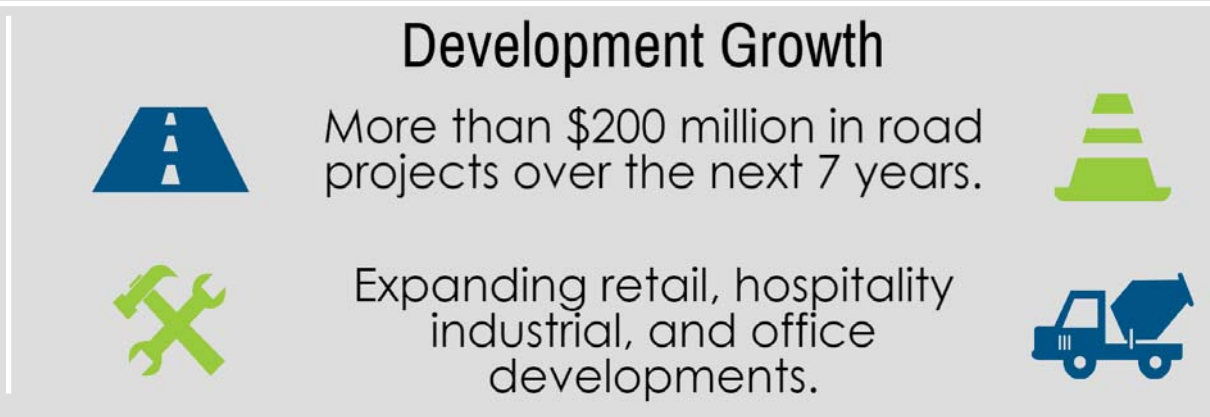 Development Growth
More than $200 million in road
projects over the next 7 years.
Expanding retail, hospitality
industrial, and office
developments.